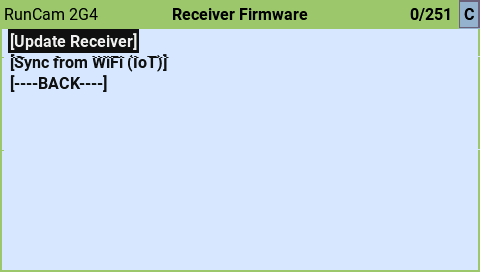 RunCam 2G4 Receiver Firmware 0/251 C
[Update Receiver]
[Sync from WiFi (IoT)]
[----BACK----]